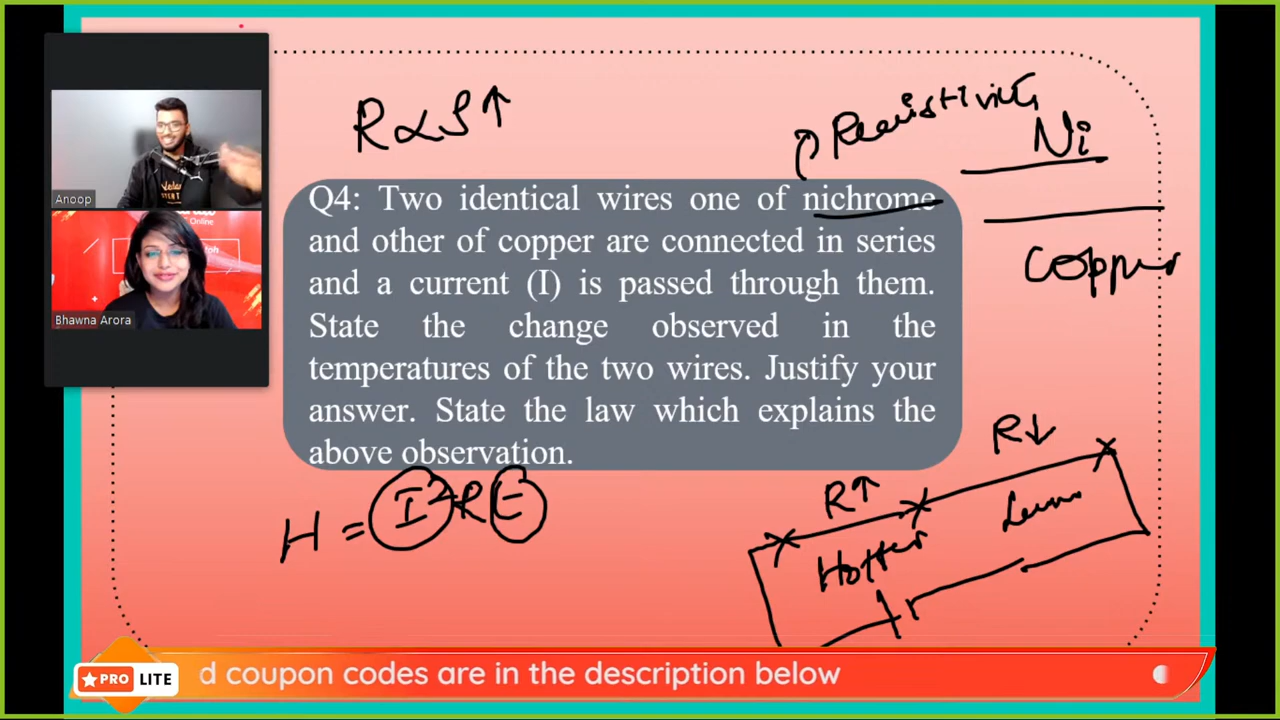 R ∝ ρ ↑
Resistivity
Ni
Anoop
Bhawna Arora
Q4: Two identical wires one of nichrome
and other of copper are connected in series
and a current (I) is passed through them.
State the change observed in the
temperatures of the two wires. Justify your
answer. State the law which explains the
above observation.
Copper
R↓
R↑
H = I²Rt
Hotter
PRO LITE
d coupon codes are in the description below